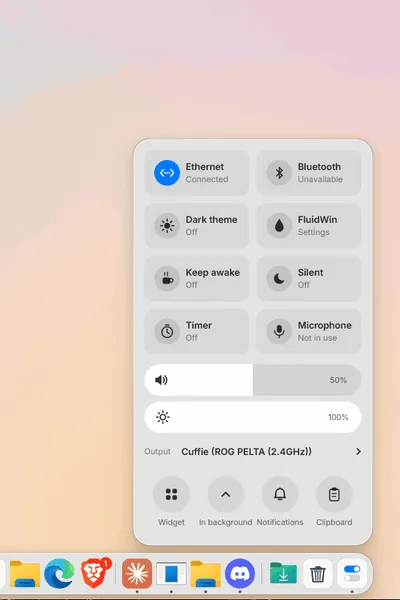 Ethernet
Connected
Bluetooth
Unavailable
Dark theme
Off
FluidWin
Settings
Keep awake
Off
Silent
Off
Timer
Off
Microphone
Not in use
50%
100%
Output Cuffie (ROG PELTA (2.4GHz))
Widget In background Notifications Clipboard
1